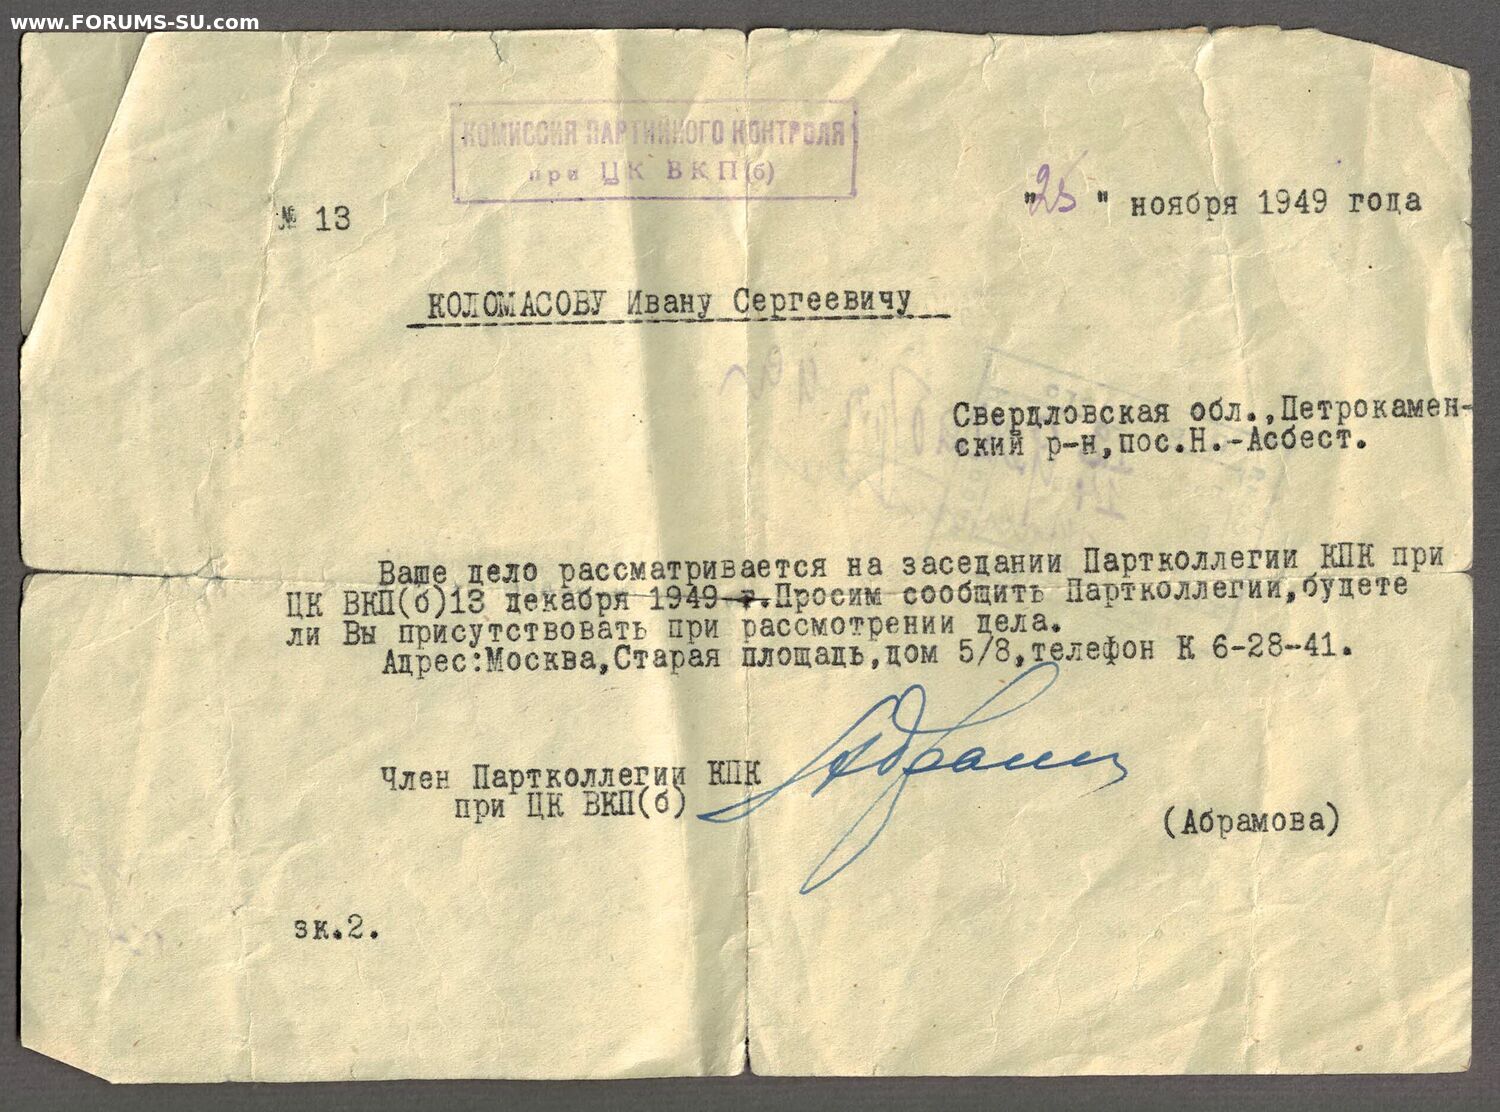 www.FORUMS-SU.com
КОМИССИЯ ПАРТИЙНОГО КОНТРОЛЯ
при ЦК ВКП(б)
№ 13
"25" ноября 1949 года
КОЛОМАСОВУ Ивану Сергеевичу
Свердловская обл.,Петрокамен-
ский р-н,пос.Н.-Асбест.
Ваше дело рассматривается на заседании Партколлегии КПК при
ЦК ВКП(б)13 декабря 1949 г.Просим сообщить Партколлегии,будете
ли Вы присутствовать при рассмотрении дела.
Адрес:Москва,Старая площадь,дом 5/8,телефон К 6-28-41.
Член Партколлегии КПК
при ЦК ВКП(б)
(Абрамова)
зк.2.